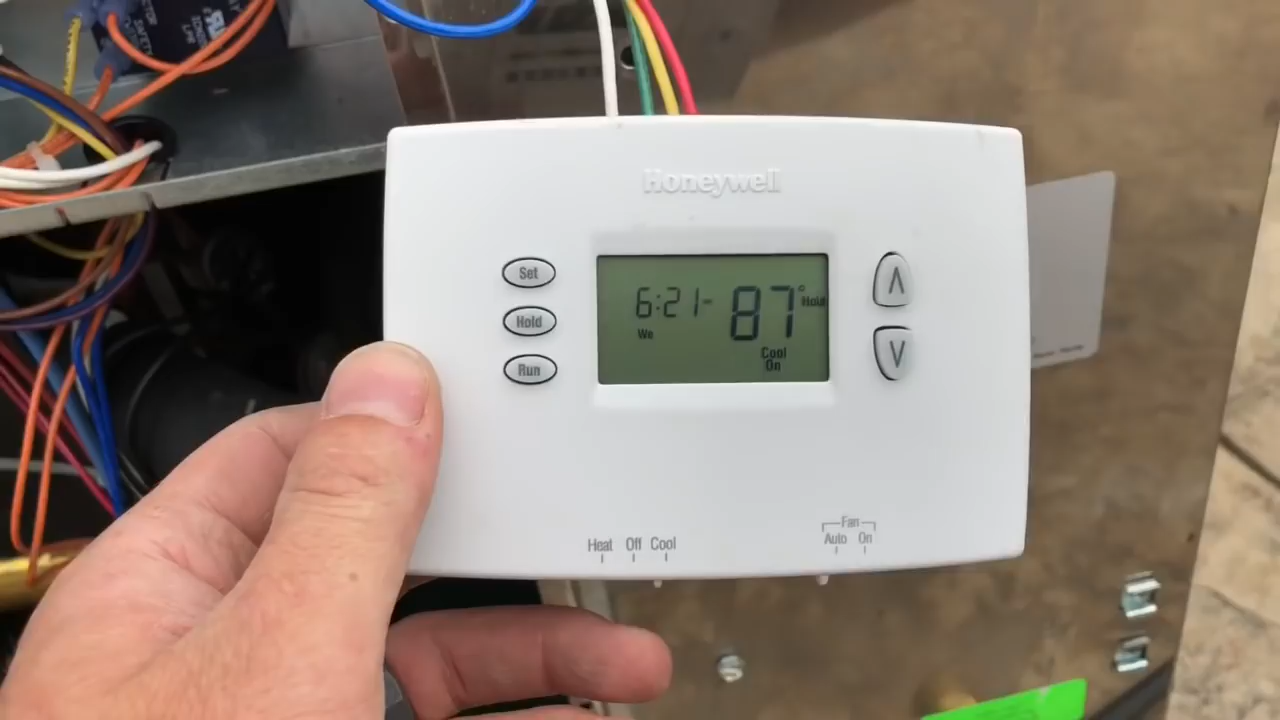 Honeywell
Set
Hold
Run
6:21
We
87°
Hold
Cool
On
Heat Off Cool
Fan
Auto On